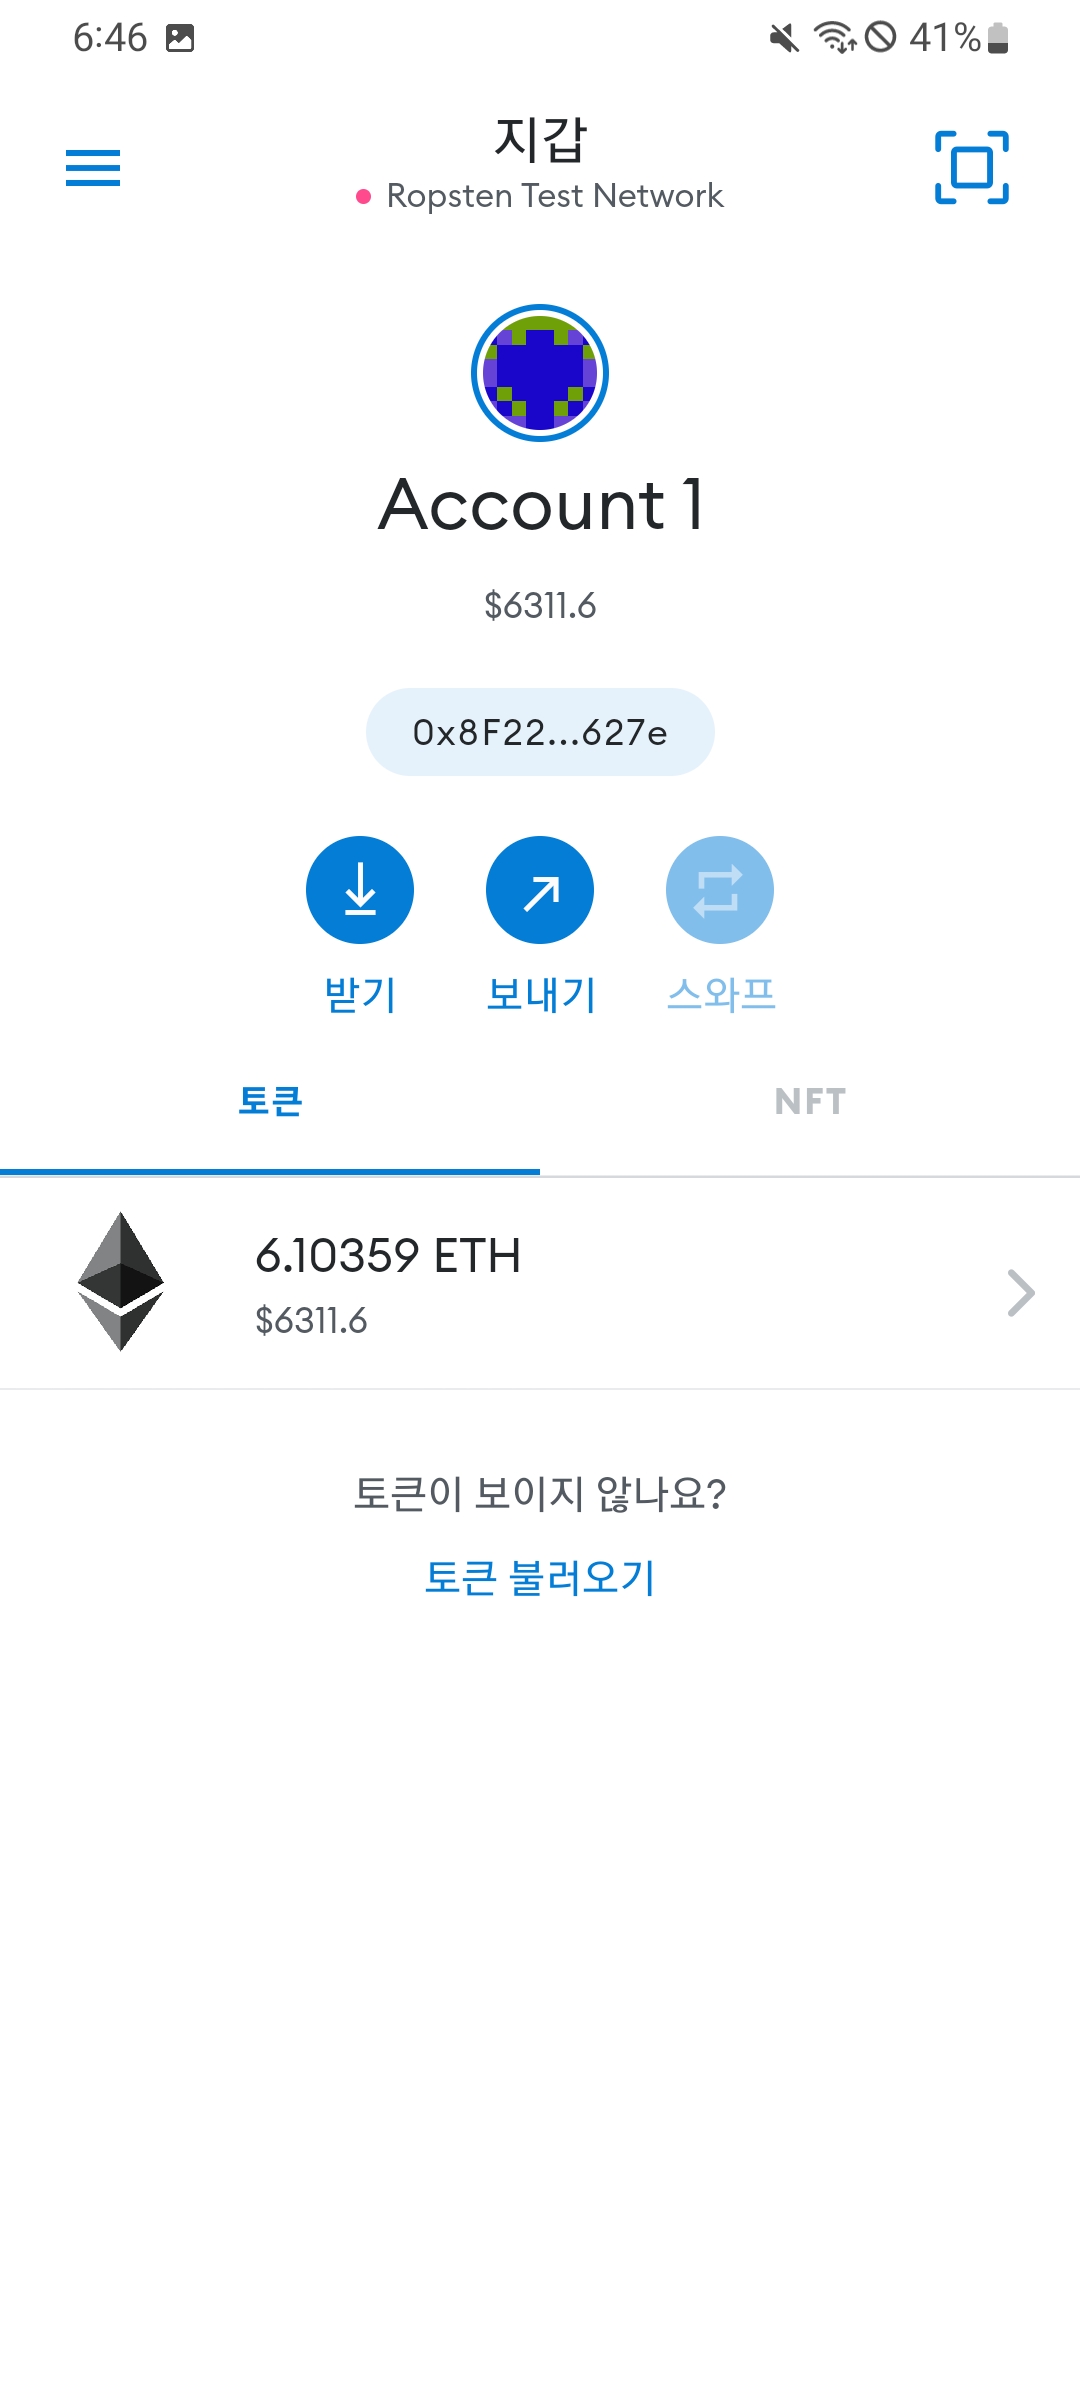 6:46
41%
지갑
Ropsten Test Network
Account 1
$6311.6
0x8F22...627e
받기 보내기 스와프
토큰 NFT
6.10359 ETH
$6311.6
토큰이 보이지 않나요?
토큰 불러오기